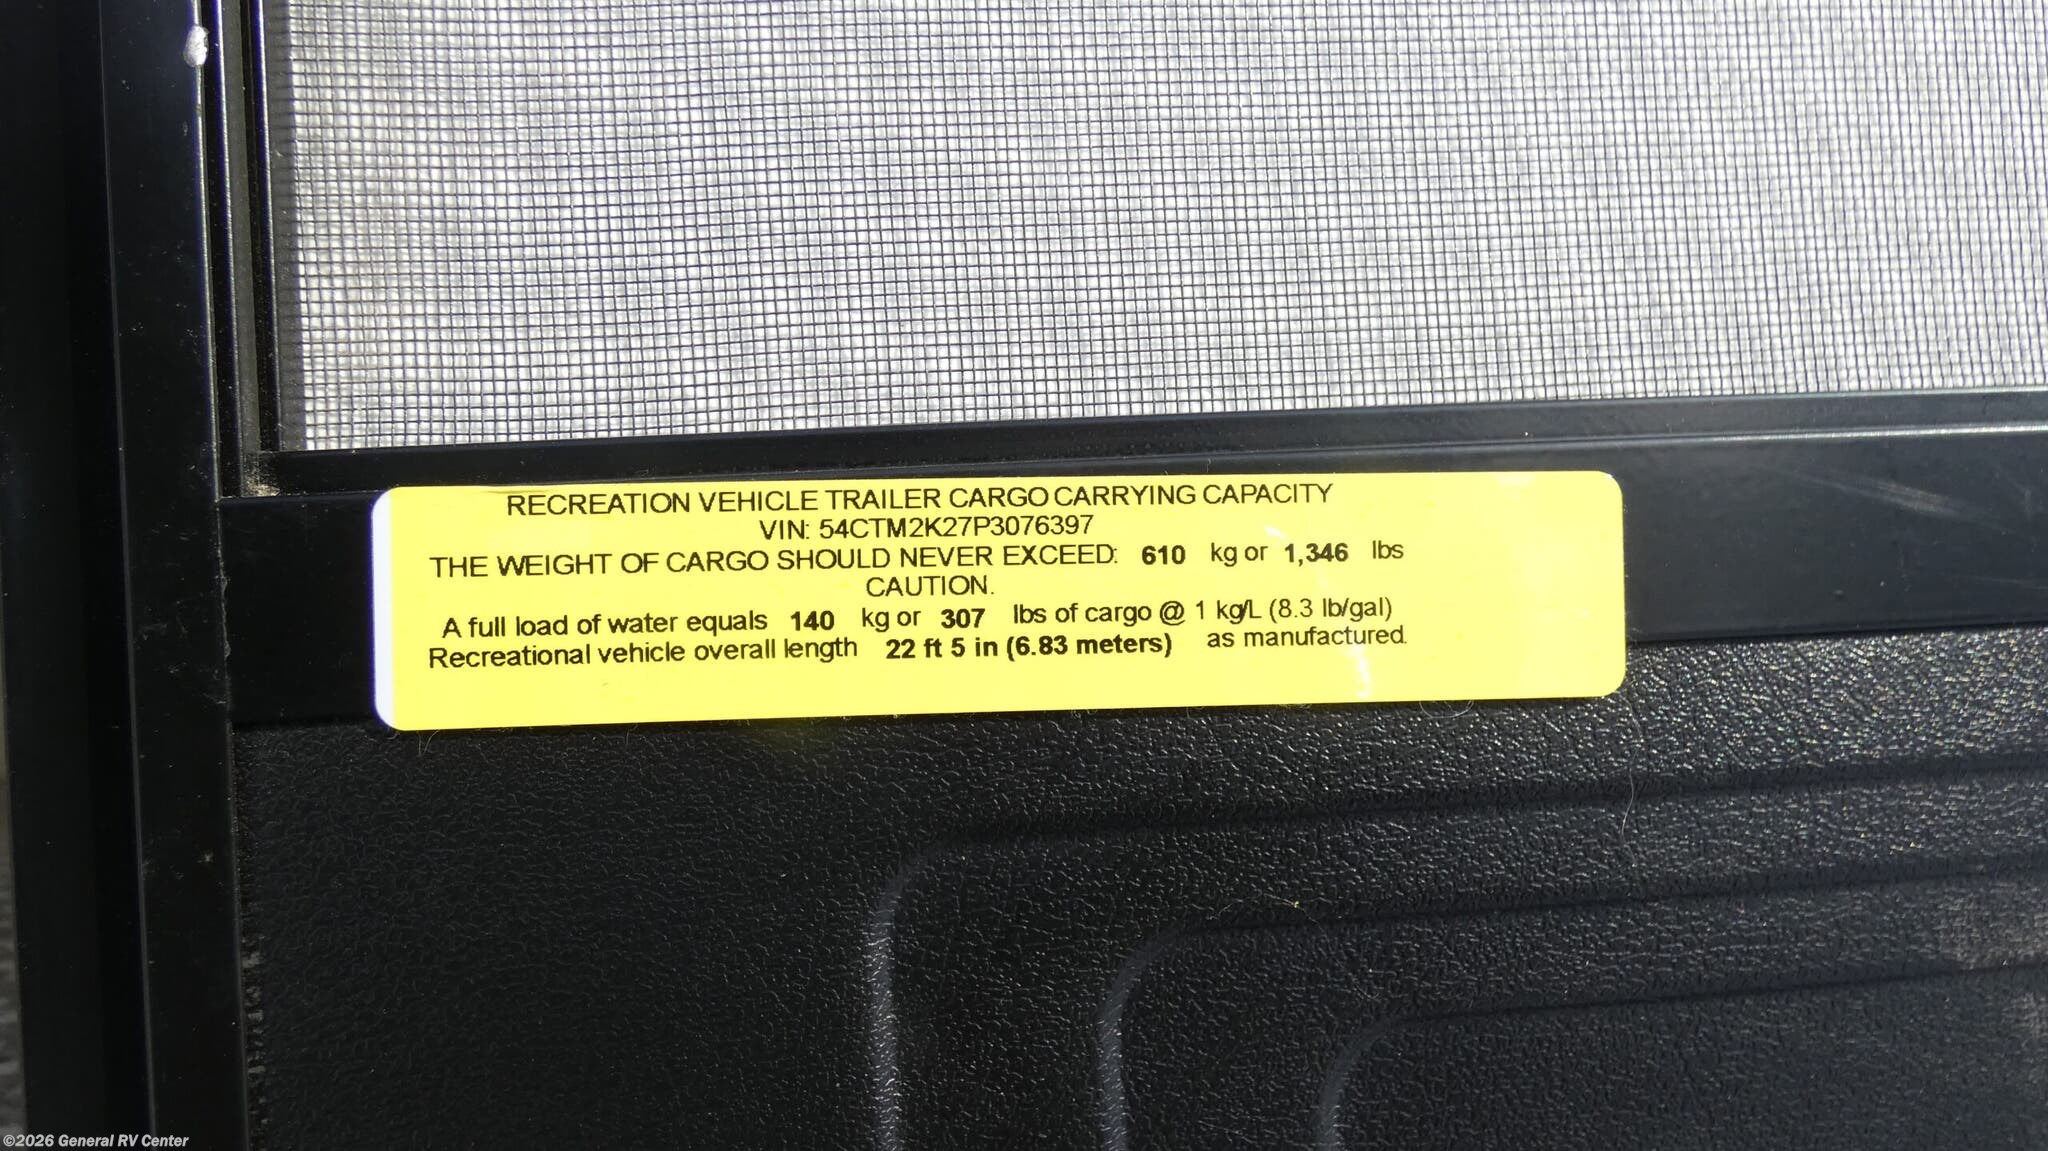 RECREATION VEHICLE TRAILER CARGO CARRYING CAPACITY
VIN: 54CTM2K27P3076397
THE WEIGHT OF CARGO SHOULD NEVER EXCEED: 610 kg or 1,346 lbs
CAUTION.
A full load of water equals 140 kg or 307 lbs of cargo @ 1 kg/L (8.3 lb/gal)
Recreational vehicle overall length 22 ft 5 in (6.83 meters) as manufactured.
©2026 General RV Center